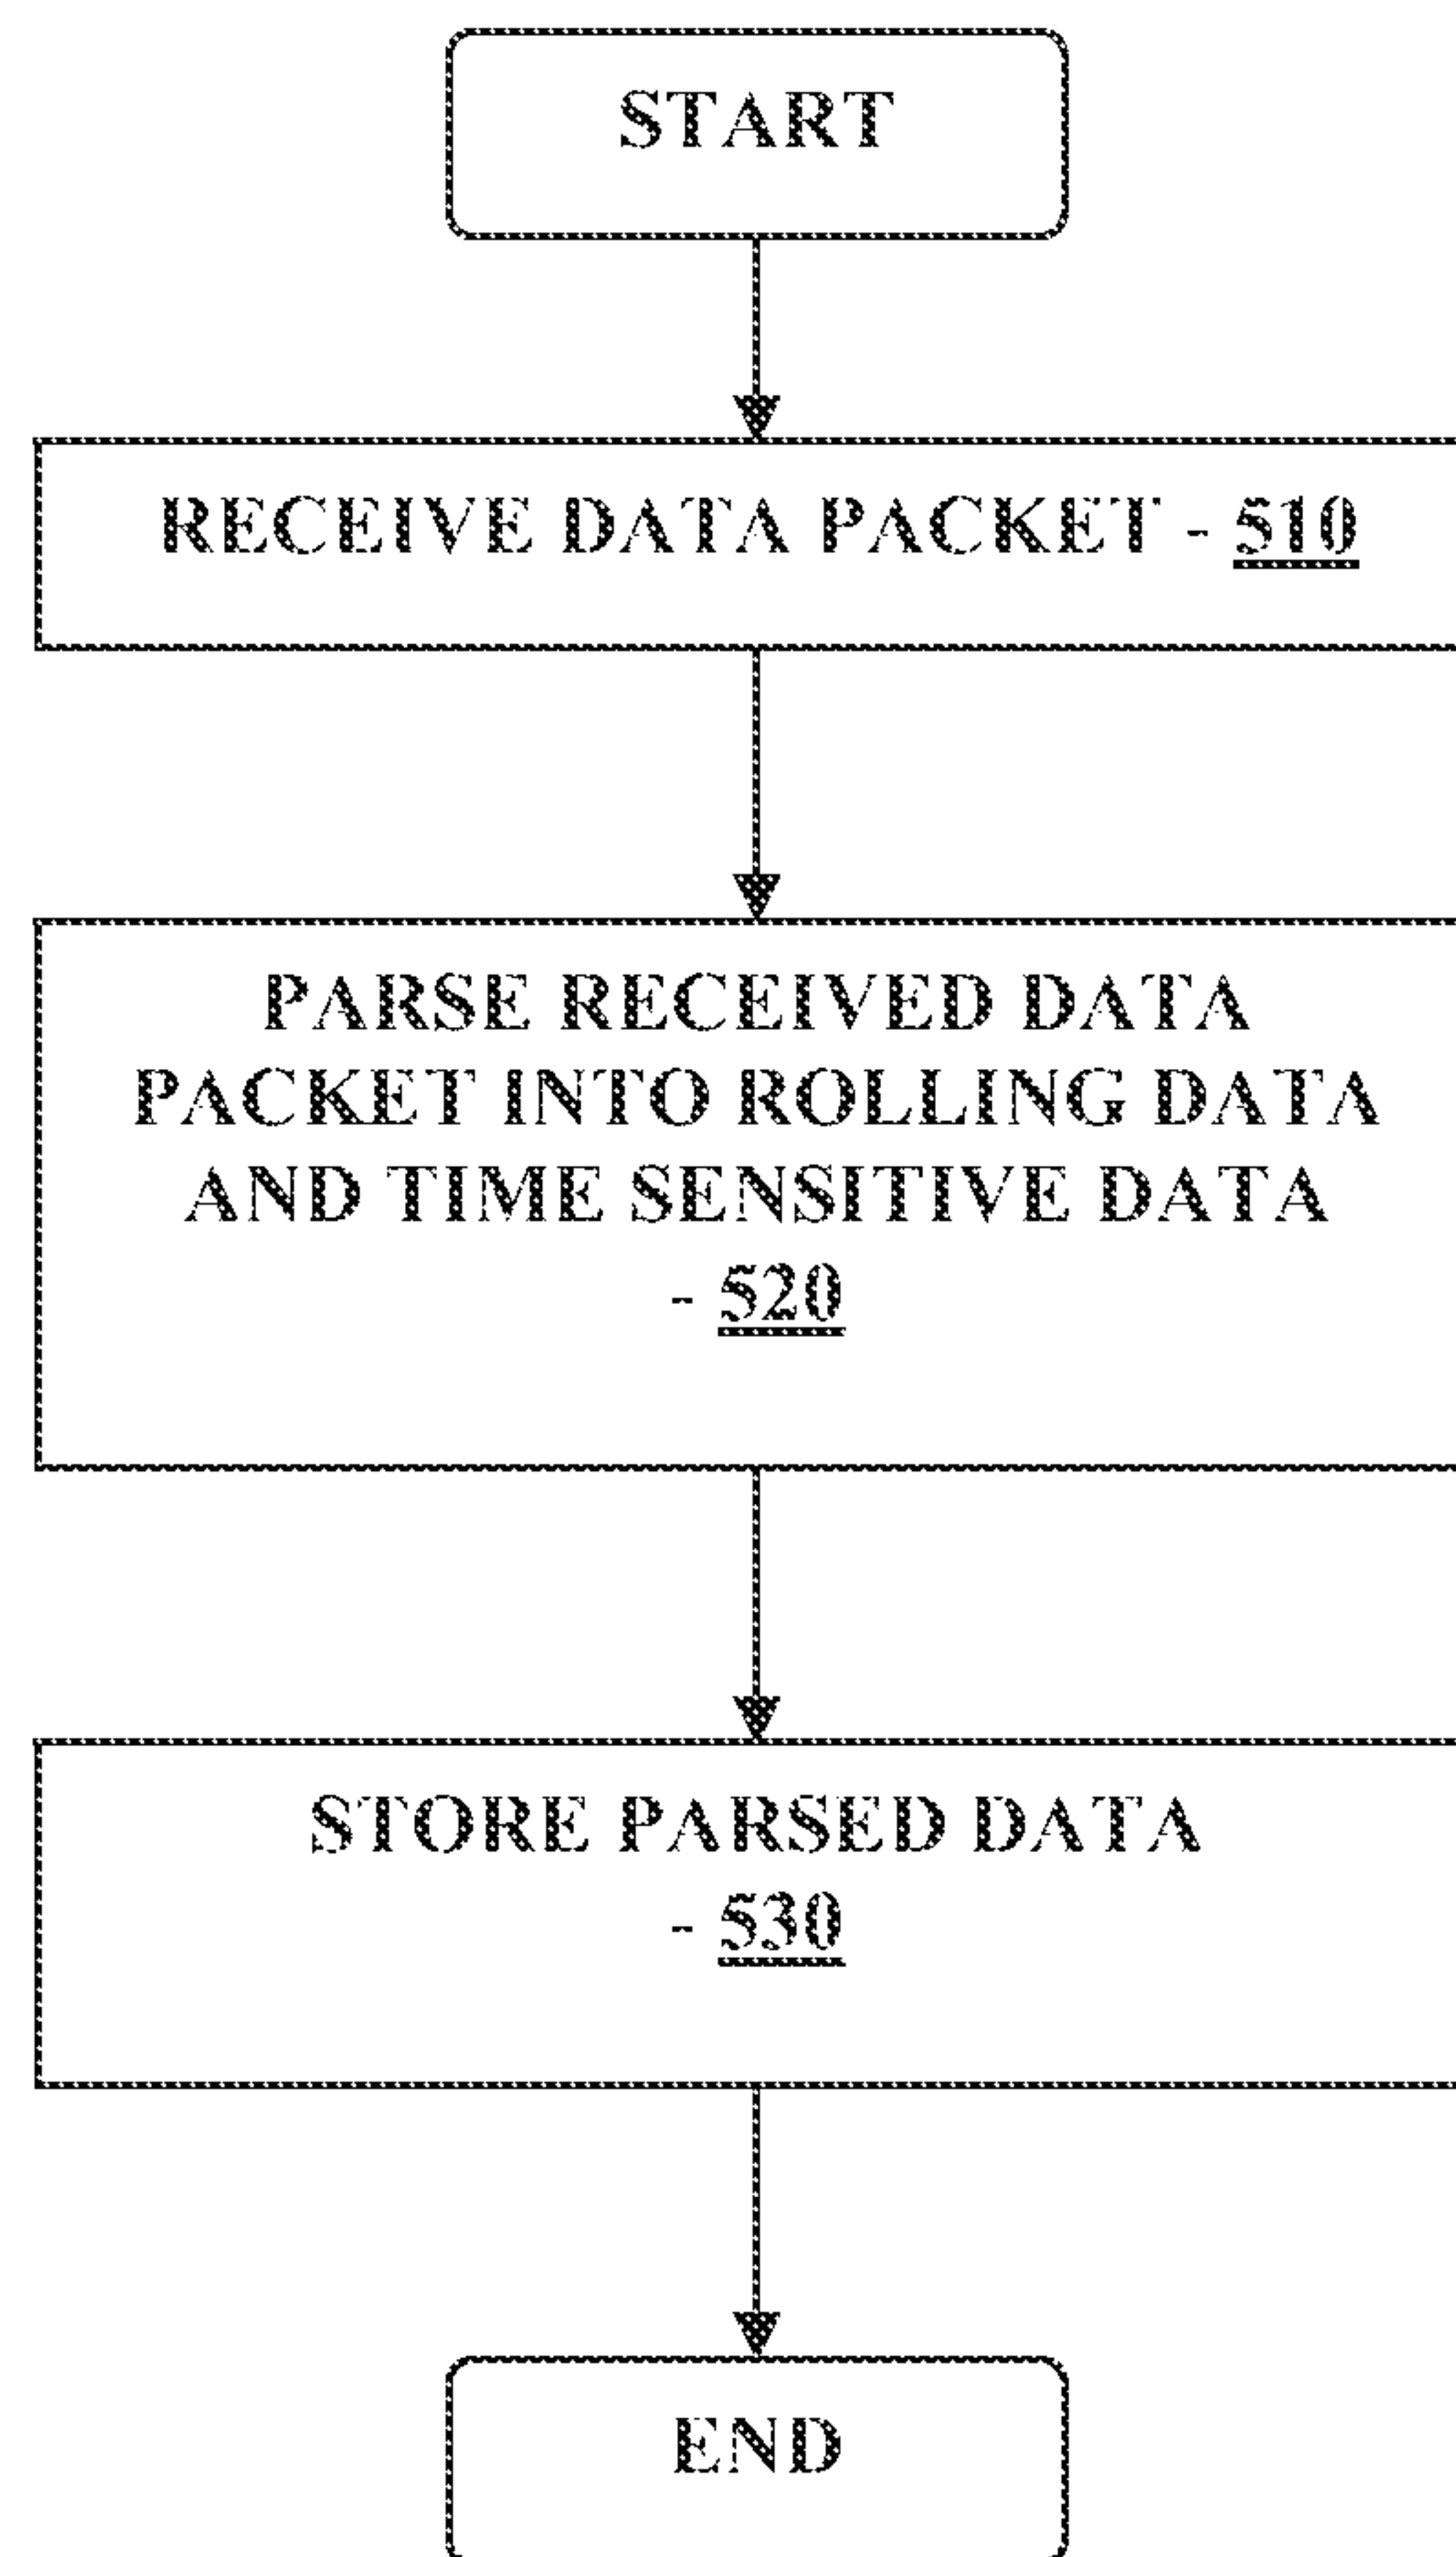 START
RECEIVE DATA PACKET - 510
PARSE RECEIVED DATA
PACKET INTO ROLLING DATA
AND TIME SENSITIVE DATA
- 520
STORE PARSED DATA
- 530
END